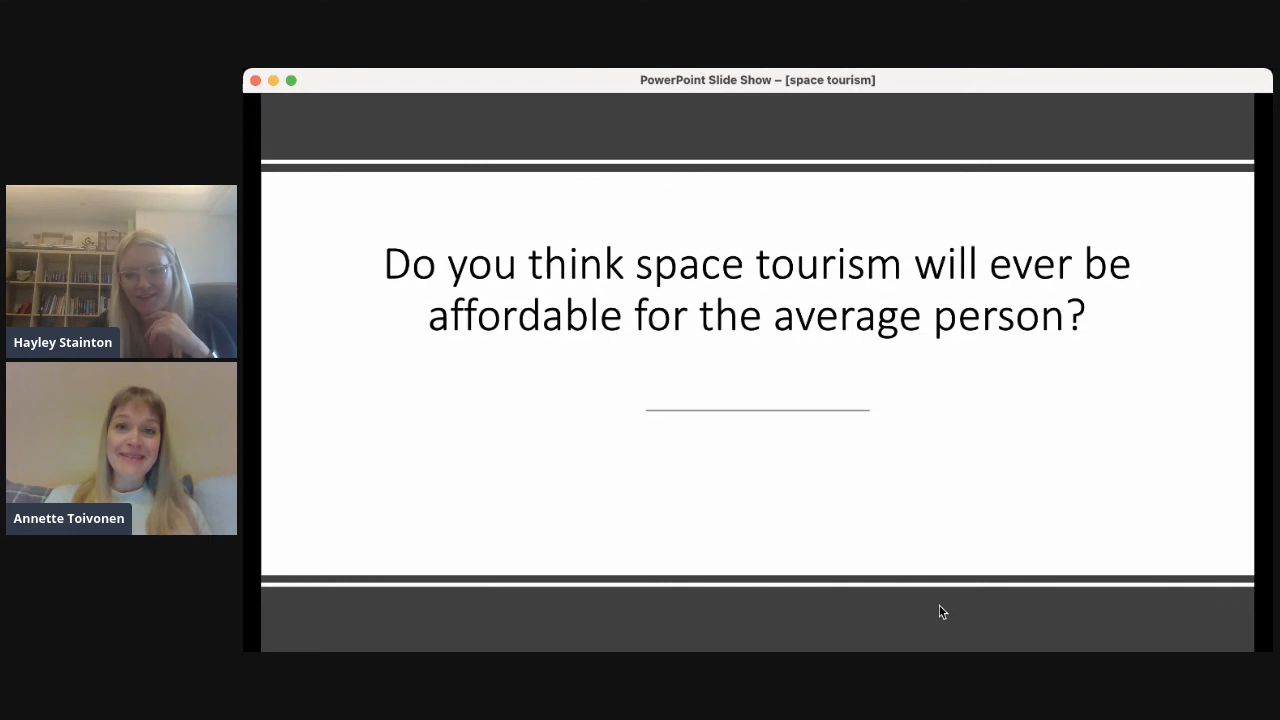 PowerPoint Slide Show – [space tourism]
Do you think space tourism will ever be
affordable for the average person?
Hayley Stainton
Annette Toivonen